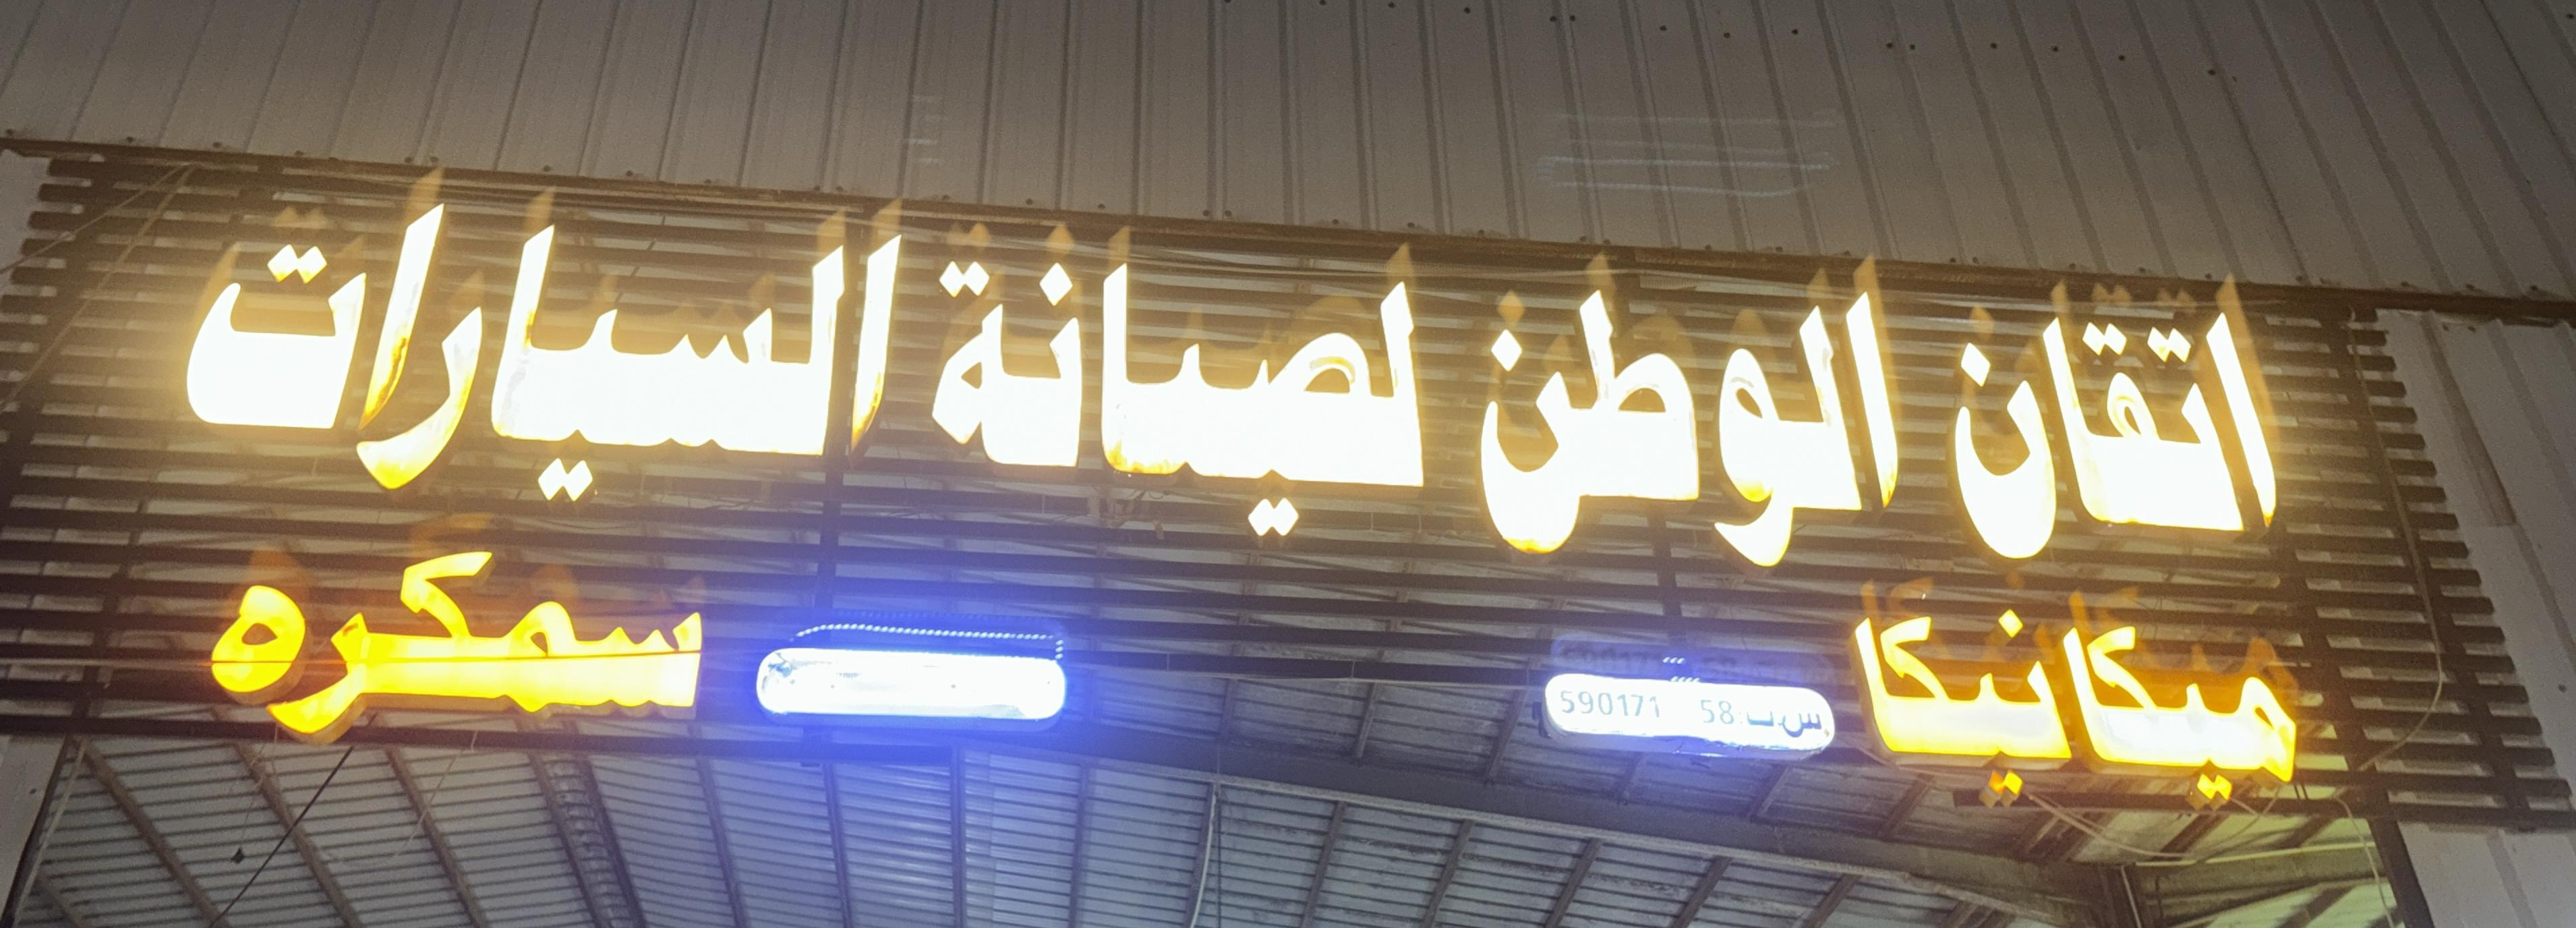 اتقان الوطن لصيانة السيارات
ميكانيكا س.ت: 58 590171 سمكره